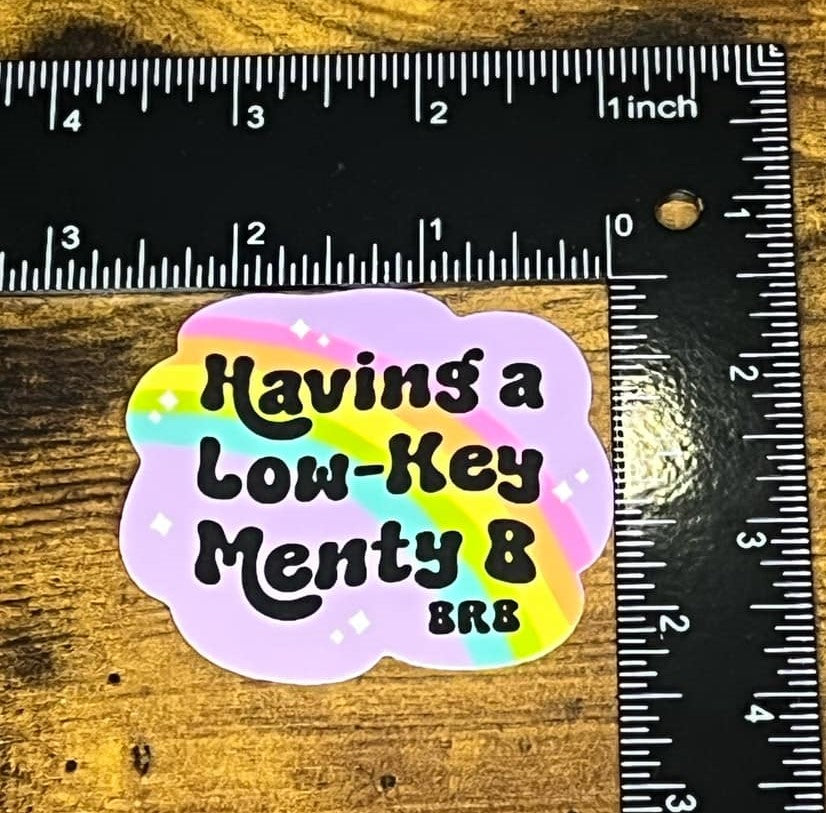 4 3 2 1 inch
3 2 1 0
1
2
3
2
4
3
Having a
Low-Key
Menty B
BRB